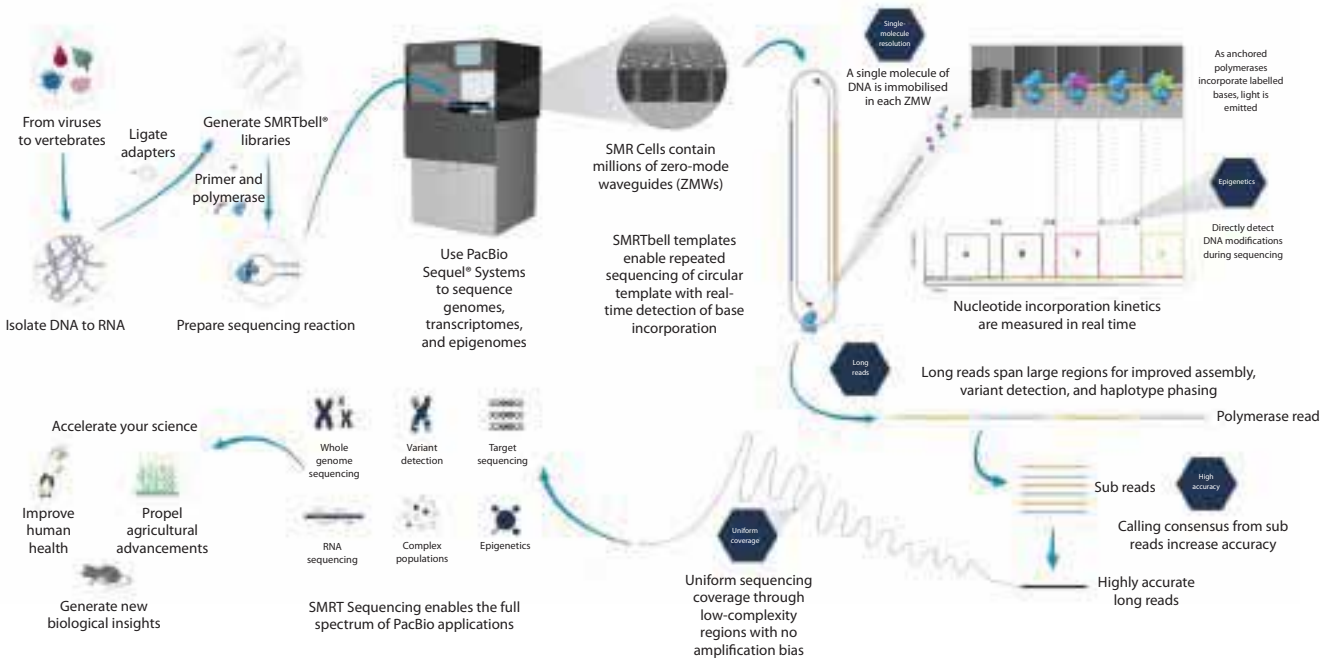 From viruses
to vertebrates
Ligate
adapters
Generate SMRTbell®
libraries
Primer and
polymerase
Isolate DNA to RNA
Prepare sequencing reaction
Use PacBio
Sequel® Systems
to sequence
genomes,
transcriptomes,
and epigenomes
SMR Cells contain
millions of zero-mode
waveguides (ZMWs)
SMRTbell templates
enable repeated
sequencing of circular
template with real-
time detection of base
incorporation
Single-
molecule
resolution
A single molecule of
DNA is immobilised
in each ZMW
As anchored
polymerases
incorporate labelled
bases, light is
emitted
Epigenetics
Directly detect
DNA modifications
during sequencing
Nucleotide incorporation kinetics
are measured in real time
Long
reads
Long reads span large regions for improved assembly,
variant detection, and haplotype phasing
Polymerase read
Sub reads
High
accuracy
Calling consensus from sub
reads increase accuracy
Highly accurate
long reads
Uniform
coverage
Uniform sequencing
coverage through
low-complexity
regions with no
amplification bias
Whole
genome
sequencing
Variant
detection
Target
sequencing
RNA
sequencing
Complex
populations
Epigenetics
SMRT Sequencing enables the full
spectrum of PacBio applications
Accelerate your science
Improve
human
health
Propel
agricultural
advancements
Generate new
biological insights